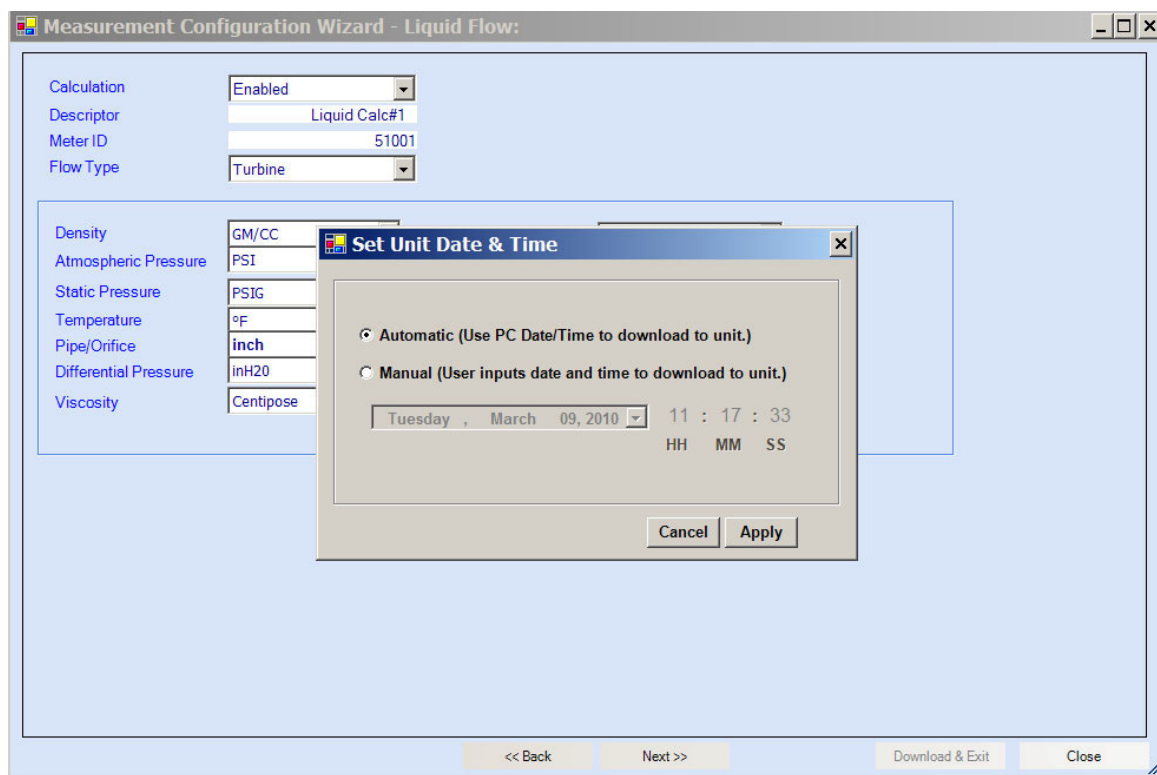 Measurement Configuration Wizard - Liquid Flow:
Calculation Enabled
Descriptor Liquid Calc#1
Meter ID 51001
Flow Type Turbine
Density GM/CC
Atmospheric Pressure PSI
Static Pressure PSIG
Temperature °F
Pipe/Orifice inch
Differential Pressure inH20
Viscosity Centipose
Set Unit Date & Time
Automatic (Use PC Date/Time to download to unit.)
Manual (User inputs date and time to download to unit.)
Tuesday , March 09, 2010 11 : 17 : 33
HH MM SS
Cancel Apply
<< Back Next >> Download & Exit Close